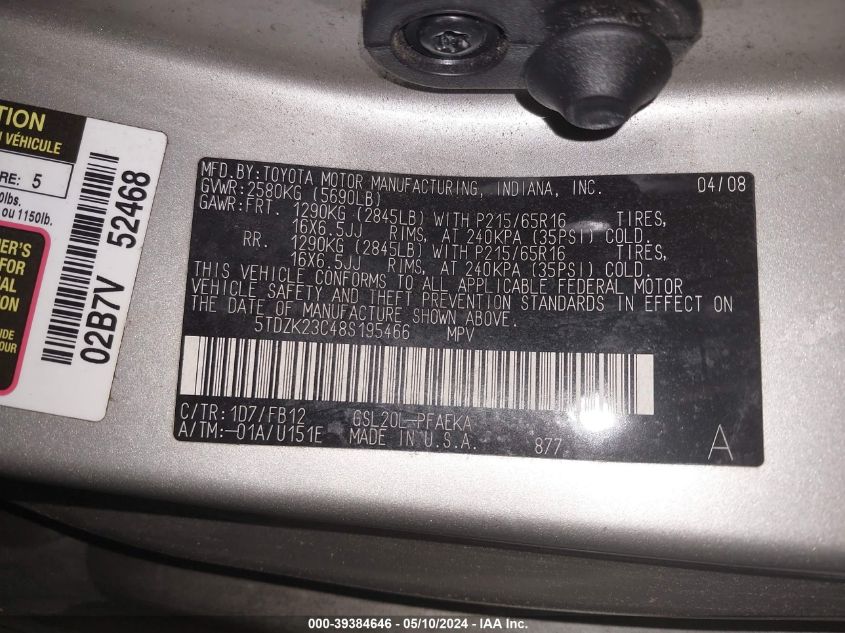 TION
VÉHICULE
RE: 5
0lbs.
ou 1150lbs.
ER'S
FOR
AL
TION
IDE
OUR
02B7V 52468
MFD.BY:TOYOTA MOTOR MANUFACTURING, INDIANA, INC. 04/08
GVWR:2580KG (5690LB)
GAWR:FRT. 1290KG (2845LB) WITH P215/65R16 TIRES,
16X6.5JJ RIMS, AT 240KPA (35PSI) COLD.
RR. 1290KG (2845LB) WITH P215/65R16 TIRES,
16X6.5JJ RIMS, AT 240KPA (35PSI) COLD.
THIS VEHICLE CONFORMS TO ALL APPLICABLE FEDERAL MOTOR
VEHICLE SAFETY AND THEFT PREVENTION STANDARDS IN EFFECT ON
THE DATE OF MANUFACTURE SHOWN ABOVE.
5TDZK23C48S195466 MPV
C/TR: 1D7/FB12 GSL20L-PFAEKA
A/TM:-01A/U151E MADE IN U.S.A. 877 A
000-39384646 — 05/10/2024 — IAA Inc.